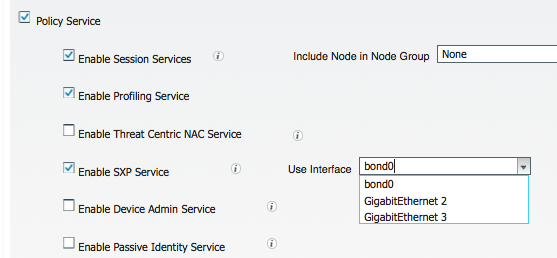 Policy Service
Enable Session Services
Include Node in Node Group None
Enable Profiling Service
Enable Threat Centric NAC Service
Enable SXP Service
Use Interface bond0
bond0
GigabitEthernet 2
GigabitEthernet 3
Enable Device Admin Service
Enable Passive Identity Service